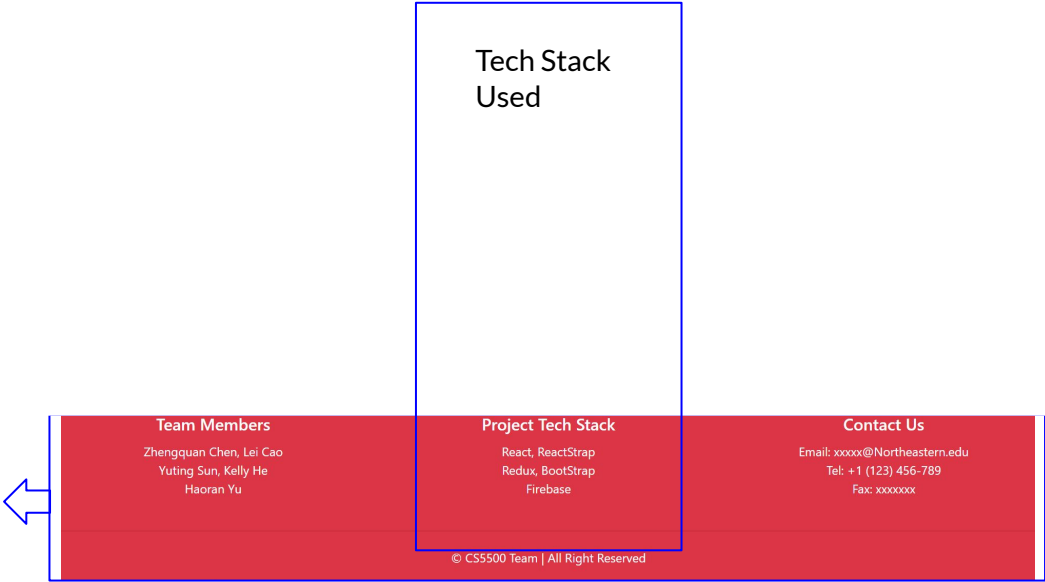 Tech Stack
Used
Team Members
Zhengquan Chen, Lei Cao
Yuting Sun, Kelly He
Haoran Yu
Project Tech Stack
React, ReactStrap
Redux, BootStrap
Firebase
Contact Us
Email: xxxxx@Northeastern.edu
Tel: +1 (123) 456-789
Fax: xxxxxxx
© CS5500 Team | All Right Reserved